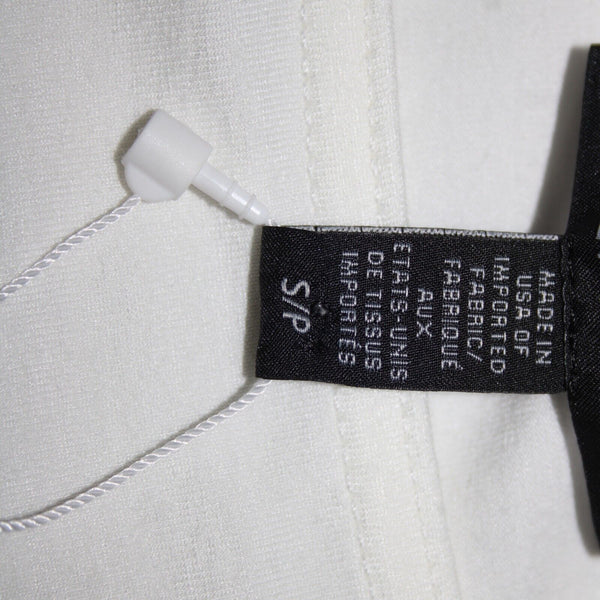 MADE IN
USA OF
IMPORTED
FABRIC/
FABRIQUÉ
AUX
ETATS-UNIS
DE TISSUS
IMPORTÉS
S/P